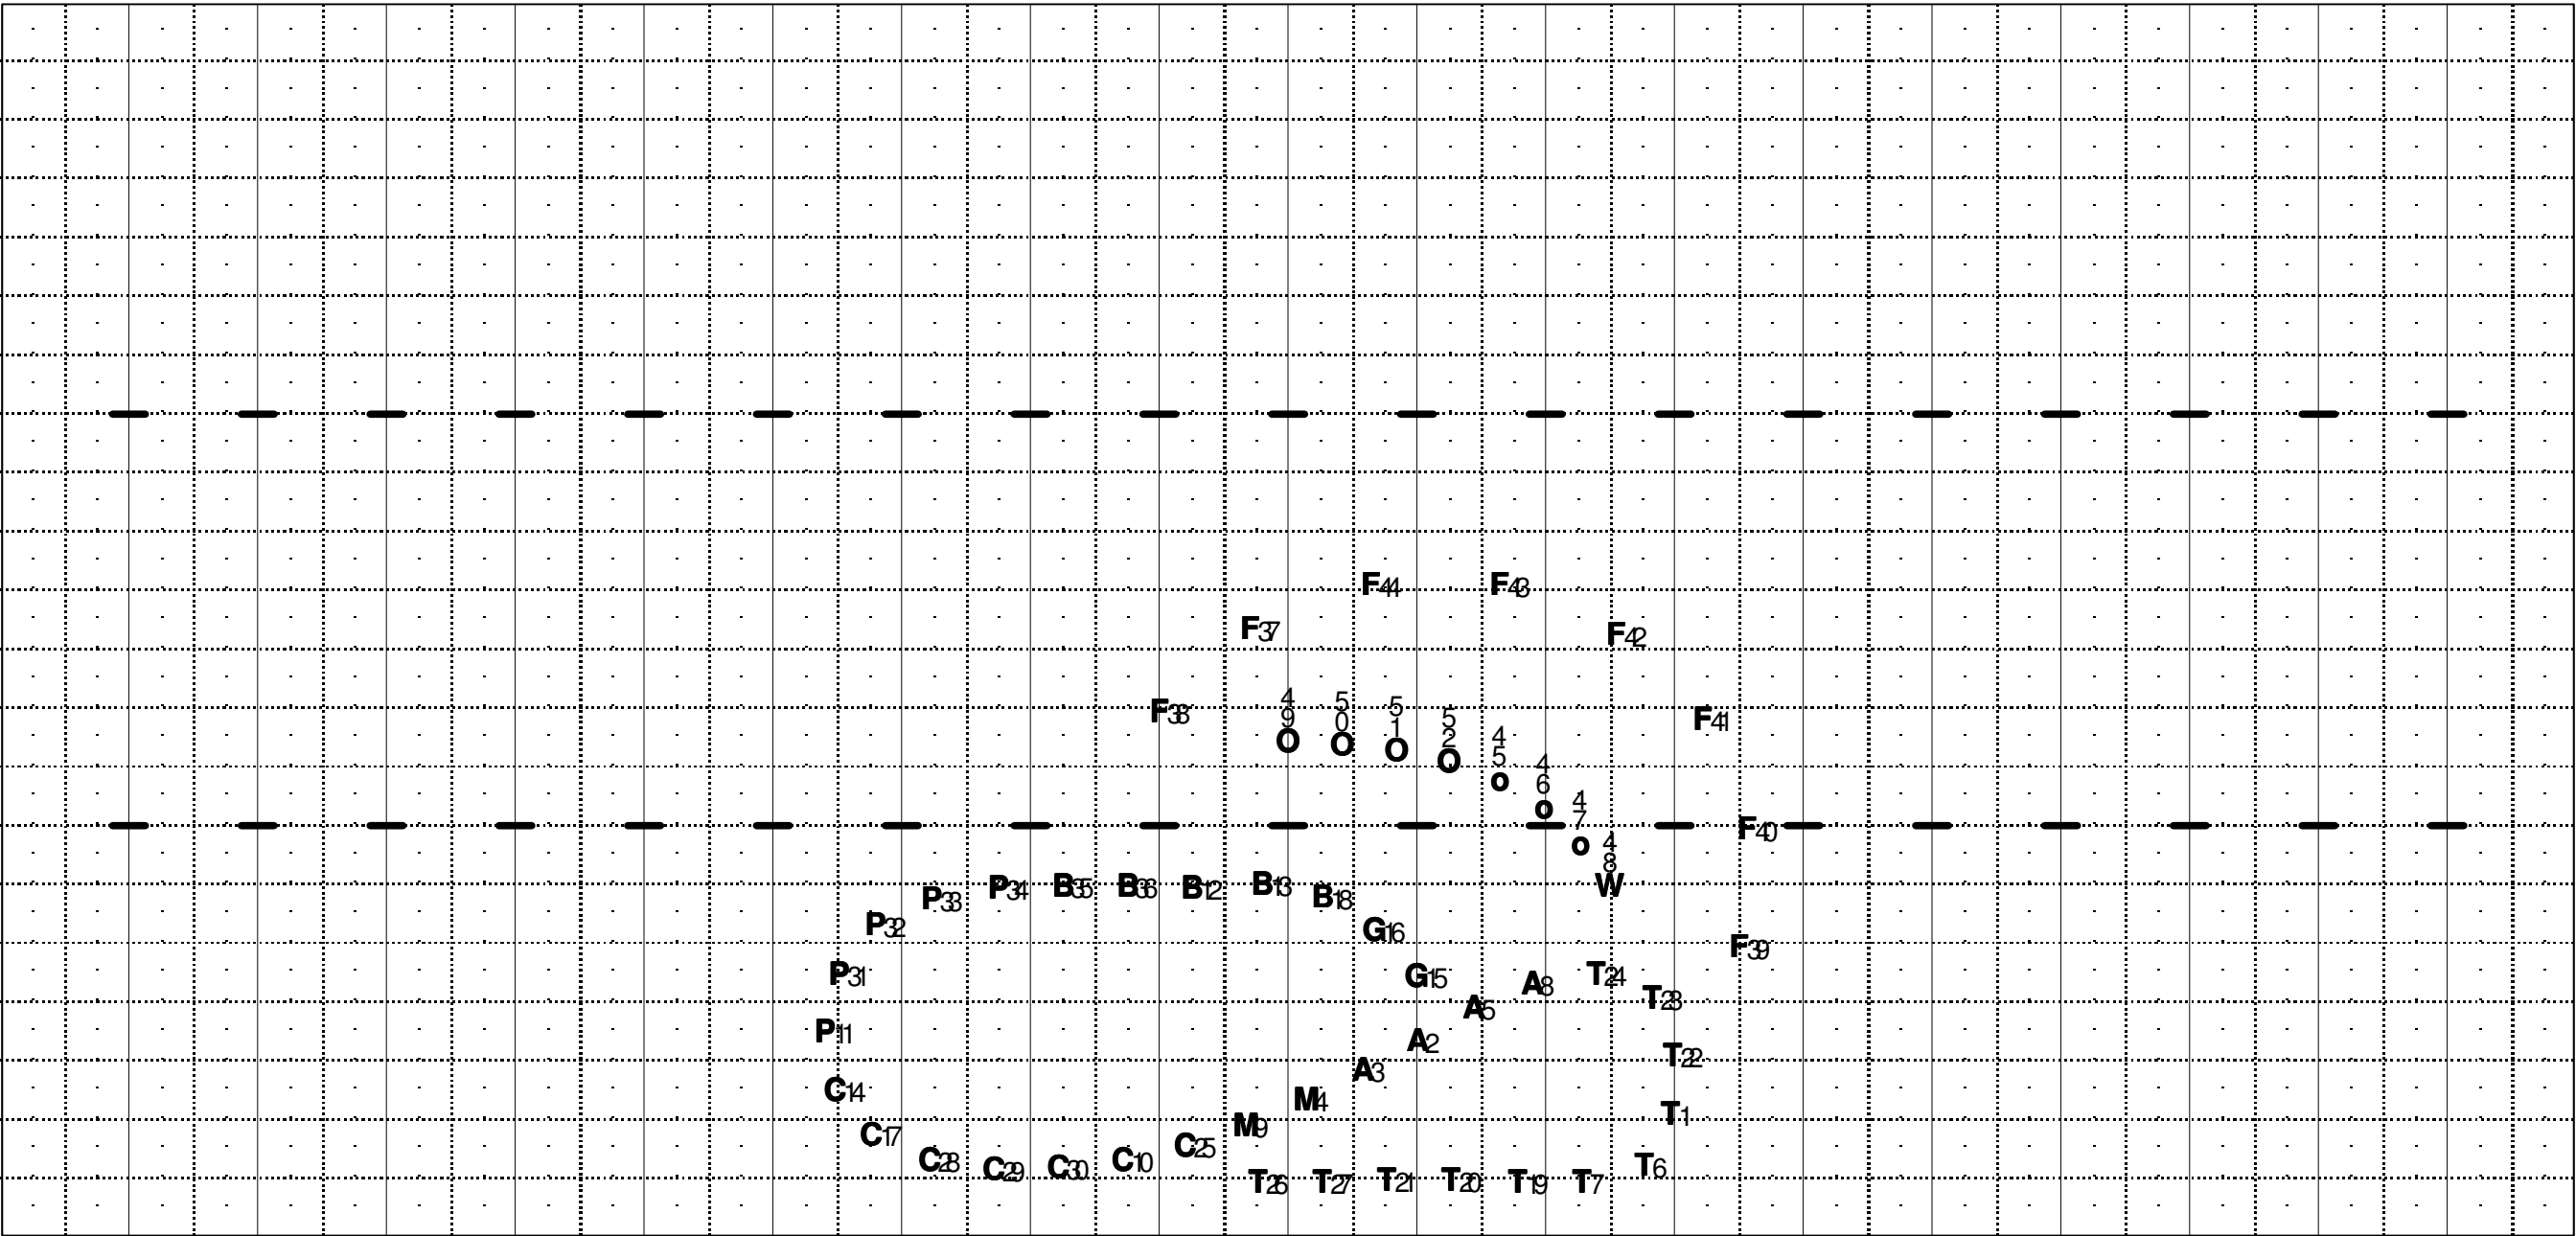 F44 F43
F37 F42
F38 49 50 51 52 F41
O O O O 45 46 47
o o o F40
48
P33 P34 B35 B36 B12 B13 B18 W
P32 G16 F39
P31 G15 A8 T24
A5 T23
P11 A2 T22
C14 M4 A3 T1
C17 M9
C28 C29 C30 C10 C25 T6
T26 T27 T21 T20 T19 T7